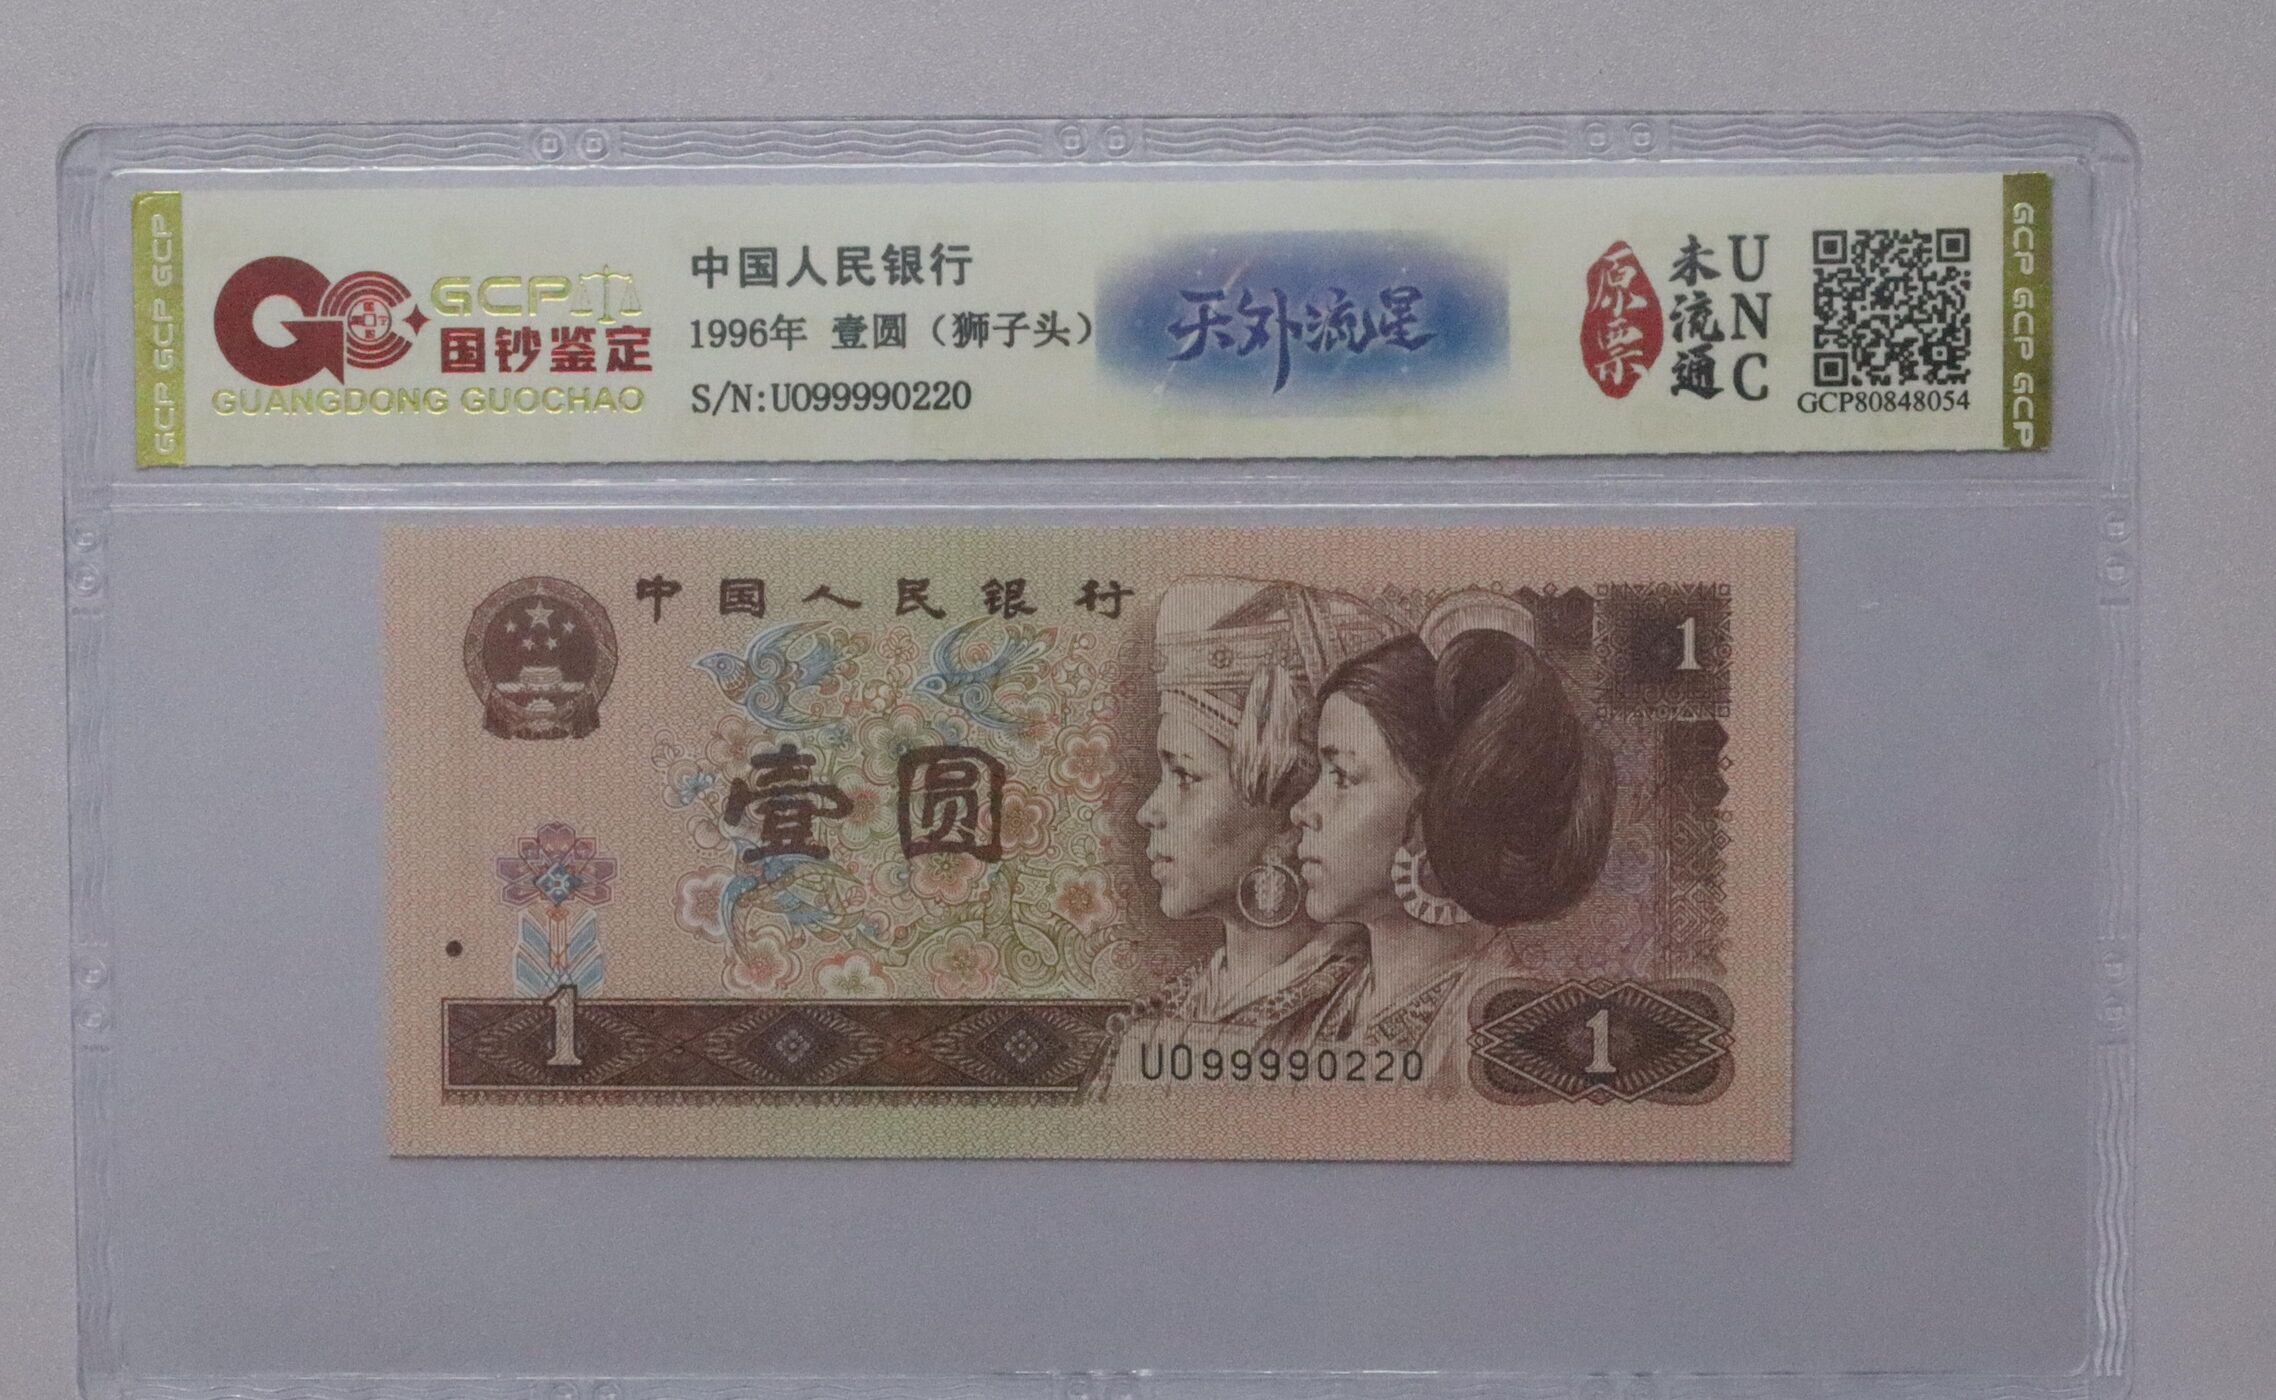 GCP GCP GCP
GCP
国钞鉴定
GUANGDONG GUOCHAO
中国人民银行
1996年 壹圆（狮子头）
S/N:UO99990220
天外流星
原票
未流通
UNC
GCP80848054
GCP GCP GCP
中国人民银行
1
壹圆
1
UO99990220
1